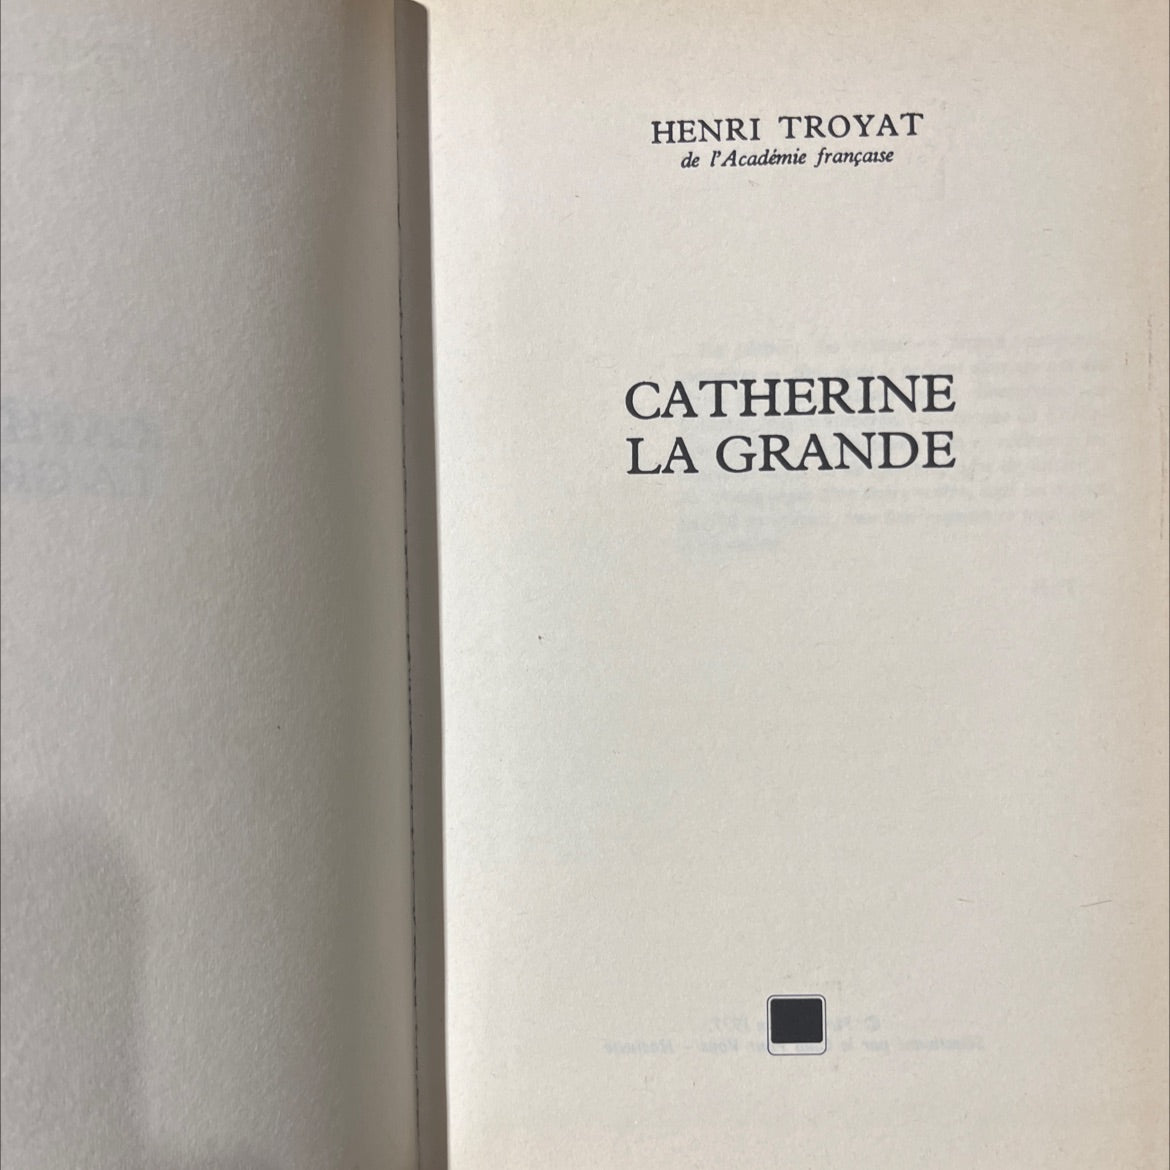 HENRI TROYAT
de l'Académie française
CATHERINE
LA GRANDE